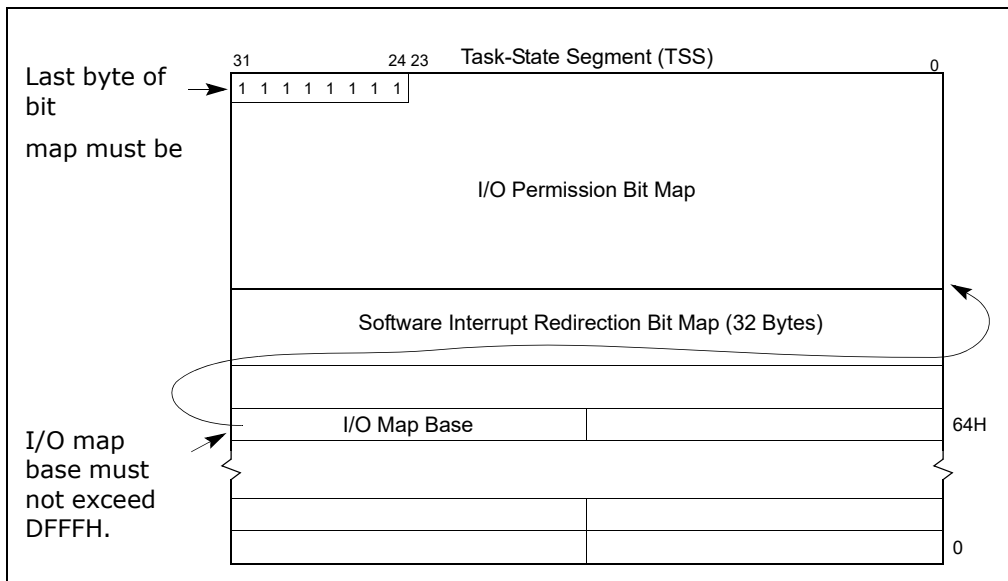 Task-State Segment (TSS)
31
24 23
0
Last byte of
bit
map must be
1 1 1 1 1 1 1 1
I/O Permission Bit Map
Software Interrupt Redirection Bit Map (32 Bytes)
I/O Map Base
64H
I/O map
base must
not exceed
DFFFH.
0